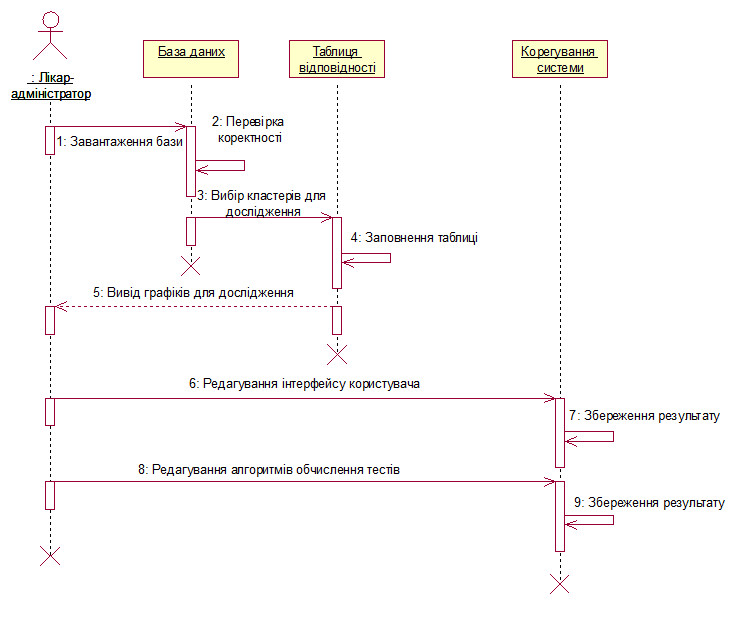 : Лікар-
адміністратор
База даних
Таблиця
відповідності
Корегування
системи
1: Завантаження бази
2: Перевірка
коректності
3: Вибір кластерів для
дослідження
4: Заповнення таблиці
5: Вивід графіків для дослідження
6: Редагування інтерфейсу користувача
7: Збереження результату
8: Редагування алгоритмів обчислення тестів
9: Збереження результату